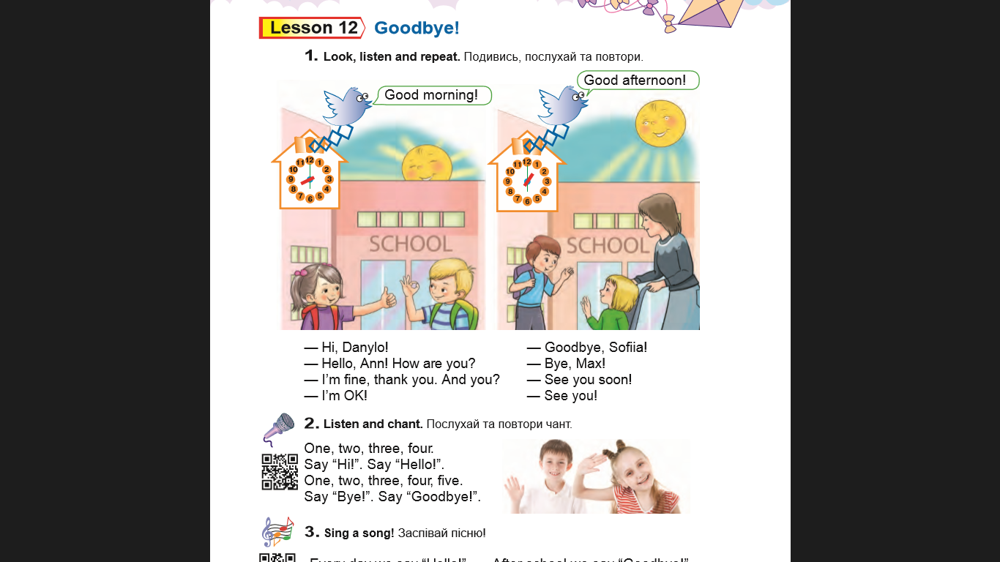 Lesson 12 Goodbye!
1. Look, listen and repeat. Подивись, послухай та повтори.
Good morning!
Good afternoon!
11 12 1
10 2
9 3
8 4
7 6 5
11 12 1
10 2
9 3
8 4
7 6 5
SCHOOL
SCHOOL
— Hi, Danylo!
— Hello, Ann! How are you?
— I’m fine, thank you. And you?
— I’m OK!
— Goodbye, Sofiia!
— Bye, Max!
— See you soon!
— See you!
2. Listen and chant. Послухай та повтори чант.
One, two, three, four.
Say “Hi!”. Say “Hello!”.
One, two, three, four, five.
Say “Bye!”. Say “Goodbye!”.
3. Sing a song! Заспівай пісню!
Every day we say “Hello!”
After school we say “Goodbye!”